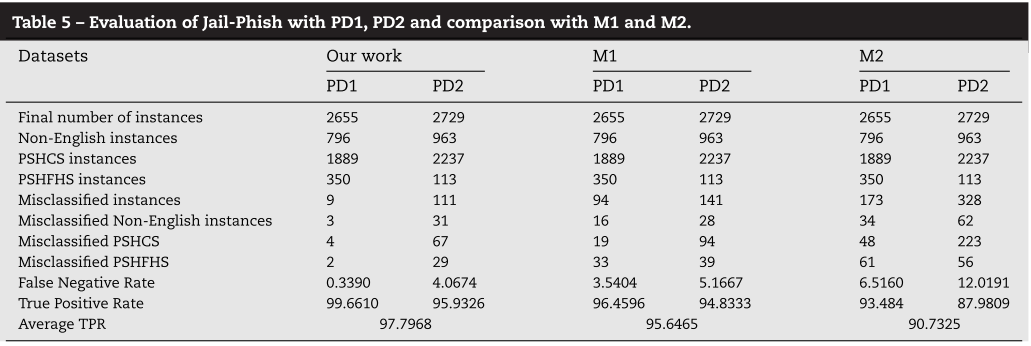 Table 5 – Evaluation of Jail-Phish with PD1, PD2 and comparison with M1 and M2.
Datasets Our work M1 M2
PD1 PD2 PD1 PD2 PD1 PD2
Final number of instances 2655 2729 2655 2729 2655 2729
Non-English instances 796 963 796 963 796 963
PSHCS instances 1889 2237 1889 2237 1889 2237
PSHFHS instances 350 113 350 113 350 113
Misclassified instances 9 111 94 141 173 328
Misclassified Non-English instances 3 31 16 28 34 62
Misclassified PSHCS 4 67 19 94 48 223
Misclassified PSHFHS 2 29 33 39 61 56
False Negative Rate 0.3390 4.0674 3.5404 5.1667 6.5160 12.0191
True Positive Rate 99.6610 95.9326 96.4596 94.8333 93.484 87.9809
Average TPR 97.7968 95.6465 90.7325